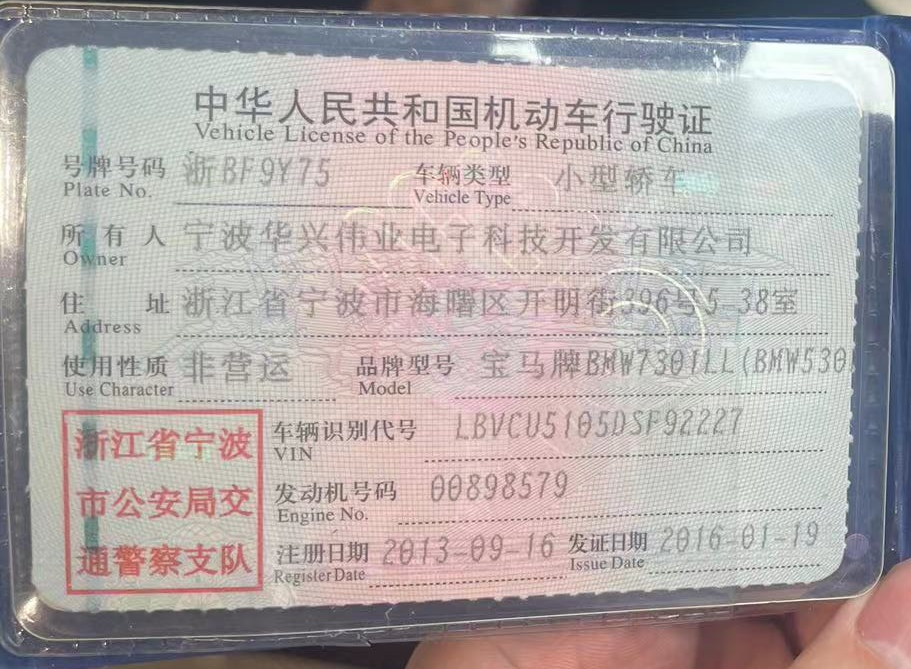 中华人民共和国机动车行驶证
Vehicle License of the People's Republic of China
号牌号码 浙BF9Y75 车辆类型 小型轿车
Plate No. Vehicle Type
所有人 宁波华兴伟业电子科技开发有限公司
Owner
住址 浙江省宁波市海曙区开明街396号5-38室
Address
使用性质 非营运 品牌型号 宝马牌BMW7301LL(BMW530
Use Character Model
浙江省宁波
市公安局交
通警察支队
车辆识别代号 LBVCU5105DSF92227
VIN
发动机号码 00898579
Engine No.
注册日期 2013-09-16 发证日期 2016-01-19
Register Date Issue Date